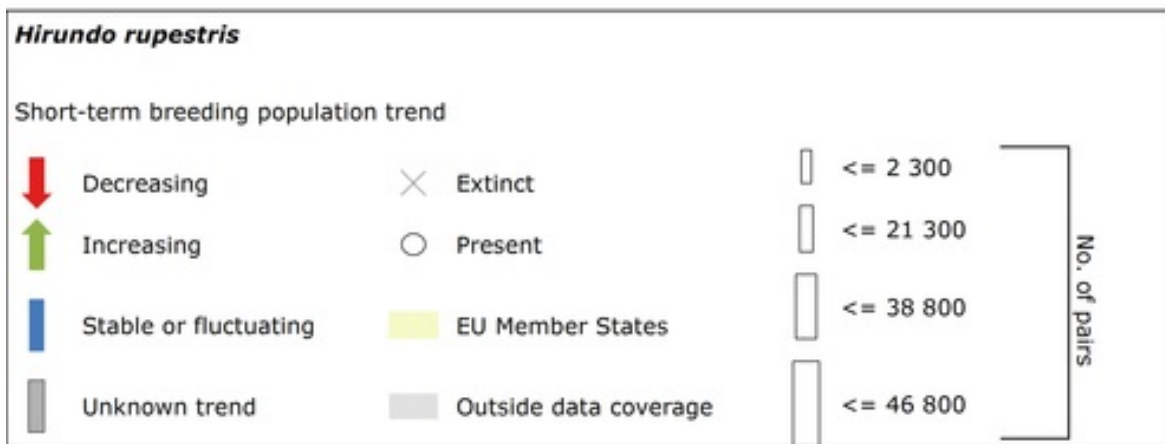 Hirundo rupestris
Short-term breeding population trend
Decreasing
Increasing
Stable or fluctuating
Unknown trend
Extinct
Present
EU Member States
Outside data coverage
<= 2 300
<= 21 300
<= 38 800
<= 46 800
No. of pairs